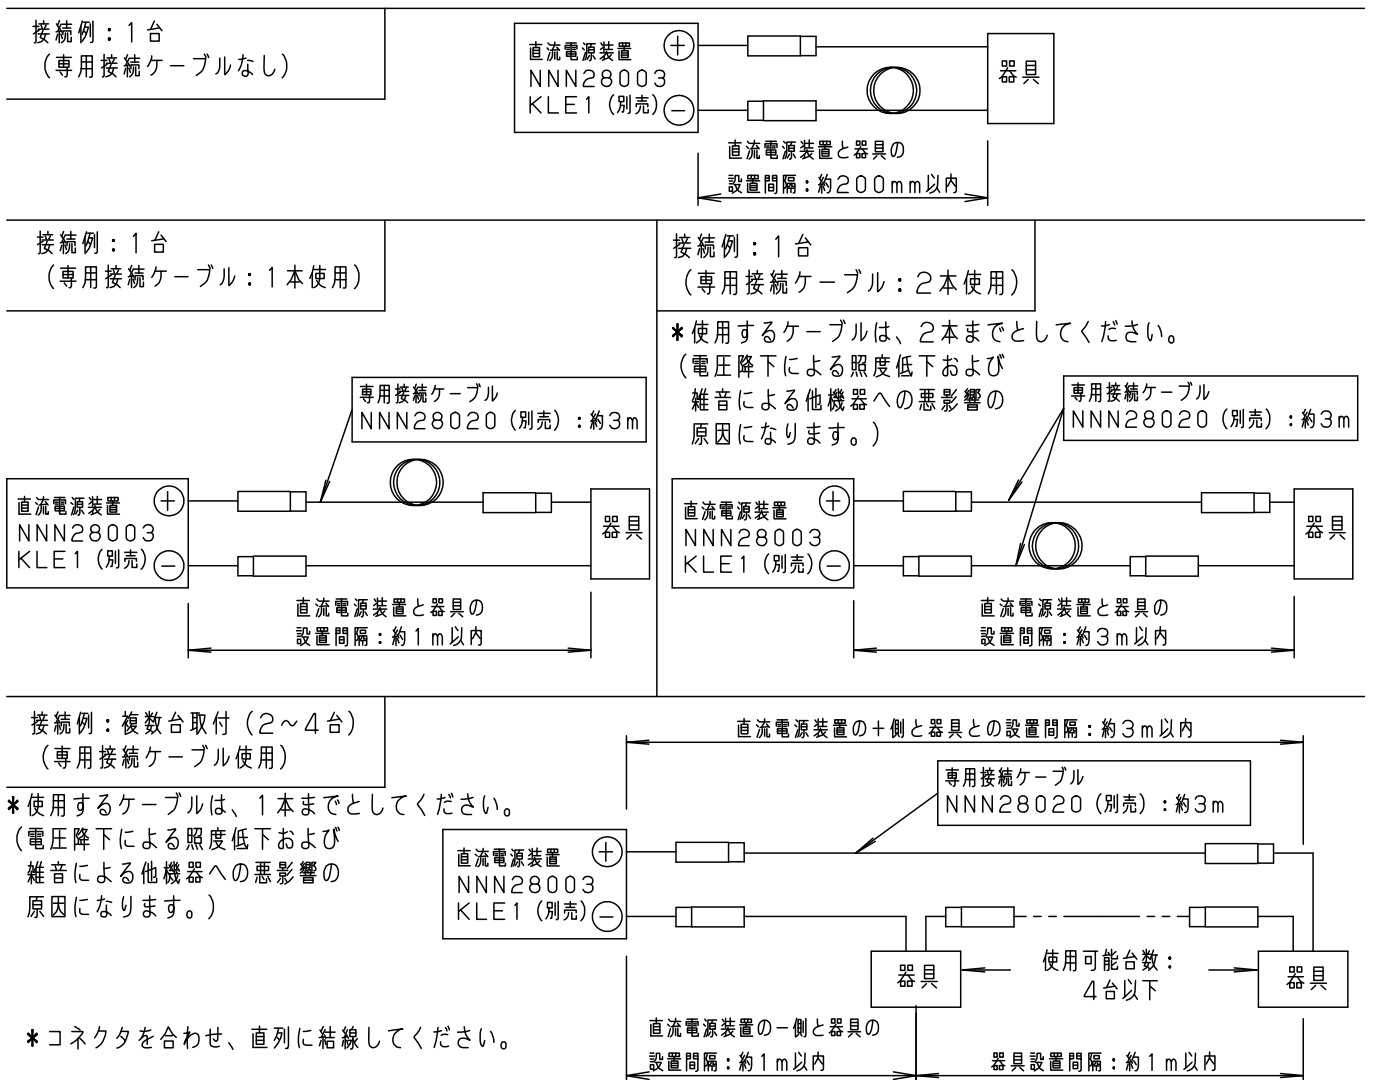 接続例：１台
（専用接続ケーブルなし）
直流電源装置
NNN28003
KLE1（別売）
＋
－
器具
直流電源装置と器具の
設置間隔：約200mm以内
接続例：１台
（専用接続ケーブル：１本使用）
専用接続ケーブル
NNN28020（別売）：約3m
直流電源装置
NNN28003
KLE1（別売）
＋
－
器具
直流電源装置と器具の
設置間隔：約1m以内
接続例：１台
（専用接続ケーブル：２本使用）
＊使用するケーブルは、２本までとしてください。
（電圧降下による照度低下および
雑音による他機器への悪影響の
原因になります。）
専用接続ケーブル
NNN28020（別売）：約3m
直流電源装置
NNN28003
KLE1（別売）
＋
－
器具
直流電源装置と器具の
設置間隔：約3m以内
接続例：複数台取付（２～４台）
（専用接続ケーブル使用）
＊使用するケーブルは、１本までとしてください。
（電圧降下による照度低下および
雑音による他機器への悪影響の
原因になります。）
直流電源装置の＋側と器具との設置間隔：約3m以内
専用接続ケーブル
NNN28020（別売）：約3m
直流電源装置
NNN28003
KLE1（別売）
＋
－
器具
使用可能台数：
４台以下
器具
＊コネクタを合わせ、直列に結線してください。
直流電源装置の－側と器具の
設置間隔：約1m以内
器具設置間隔：約1m以内